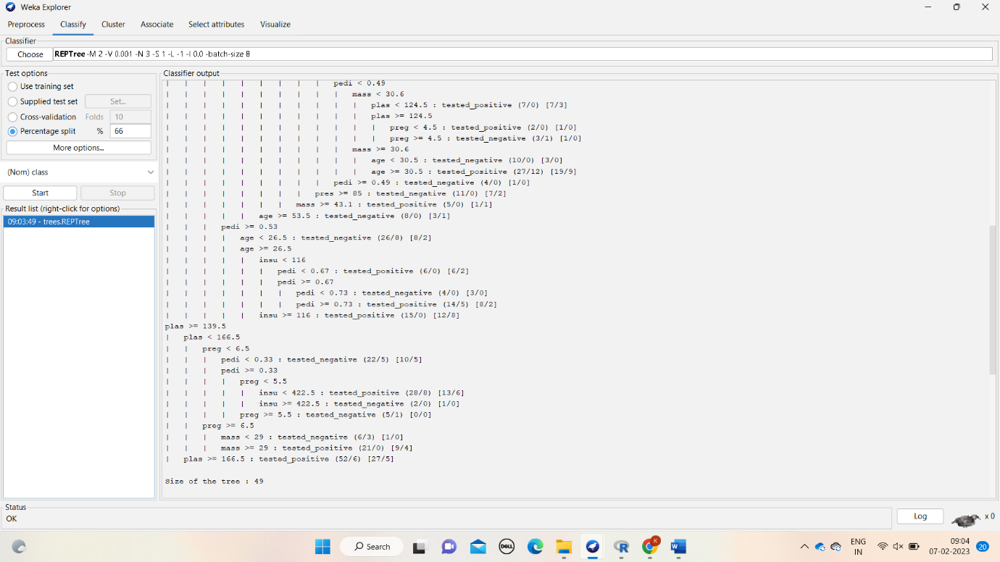 Weka Explorer
Preprocess Classify Cluster Associate Select attributes Visualize
Classifier
Choose REPTree -M 2 -V 0.001 -N 3 -S 1 -L -1 -I 0.0 -batch-size 8
Test options
Use training set
Supplied test set Set...
Cross-validation Folds 10
Percentage split % 66
More options...
(Nom) class
Start Stop
Result list (right-click for options)
09:03:49 - trees.REPTree
Classifier output
| | | | | | | | | pedi < 0.49
| | | | | | | | | | mass < 30.6
| | | | | | | | | | | plas < 124.5 : tested_positive (7/0) [7/3]
| | | | | | | | | | | plas >= 124.5
| | | | | | | | | | | | preg < 4.5 : tested_positive (2/0) [1/0]
| | | | | | | | | | | | preg >= 4.5 : tested_negative (3/1) [1/0]
| | | | | | | | | | mass >= 30.6
| | | | | | | | | | | age < 30.5 : tested_negative (10/0) [3/0]
| | | | | | | | | | | age >= 30.5 : tested_positive (27/12) [19/9]
| | | | | | | | | pedi >= 0.49 : tested_negative (4/0) [1/0]
| | | | | | | | pres >= 85 : tested_negative (11/0) [7/2]
| | | | | | | mass >= 43.1 : tested_positive (5/0) [1/1]
| | | | | age >= 53.5 : tested_negative (8/0) [3/1]
| | | pedi >= 0.53
| | | | age < 26.5 : tested_negative (26/8) [8/2]
| | | | age >= 26.5
| | | | | insu < 116
| | | | | | pedi < 0.67 : tested_positive (6/0) [6/2]
| | | | | | pedi >= 0.67
| | | | | | | pedi < 0.73 : tested_negative (4/0) [3/0]
| | | | | | | pedi >= 0.73 : tested_positive (14/5) [8/2]
| | | | | insu >= 116 : tested_positive (15/0) [12/8]
plas >= 139.5
| plas < 166.5
| | preg < 6.5
| | | pedi < 0.33 : tested_negative (22/5) [10/5]
| | | pedi >= 0.33
| | | | preg < 5.5
| | | | | insu < 422.5 : tested_positive (28/8) [13/6]
| | | | | insu >= 422.5 : tested_negative (2/0) [1/0]
| | | | preg >= 5.5 : tested_negative (5/1) [0/0]
| | preg >= 6.5
| | | mass < 29 : tested_negative (6/3) [1/0]
| | | mass >= 29 : tested_positive (21/0) [9/4]
| plas >= 166.5 : tested_positive (52/6) [27/5]
Size of the tree : 49
Status
OK
Log x 0
Search
DELL
R
K
W
ENG
IN
09:04
07-02-2023
20